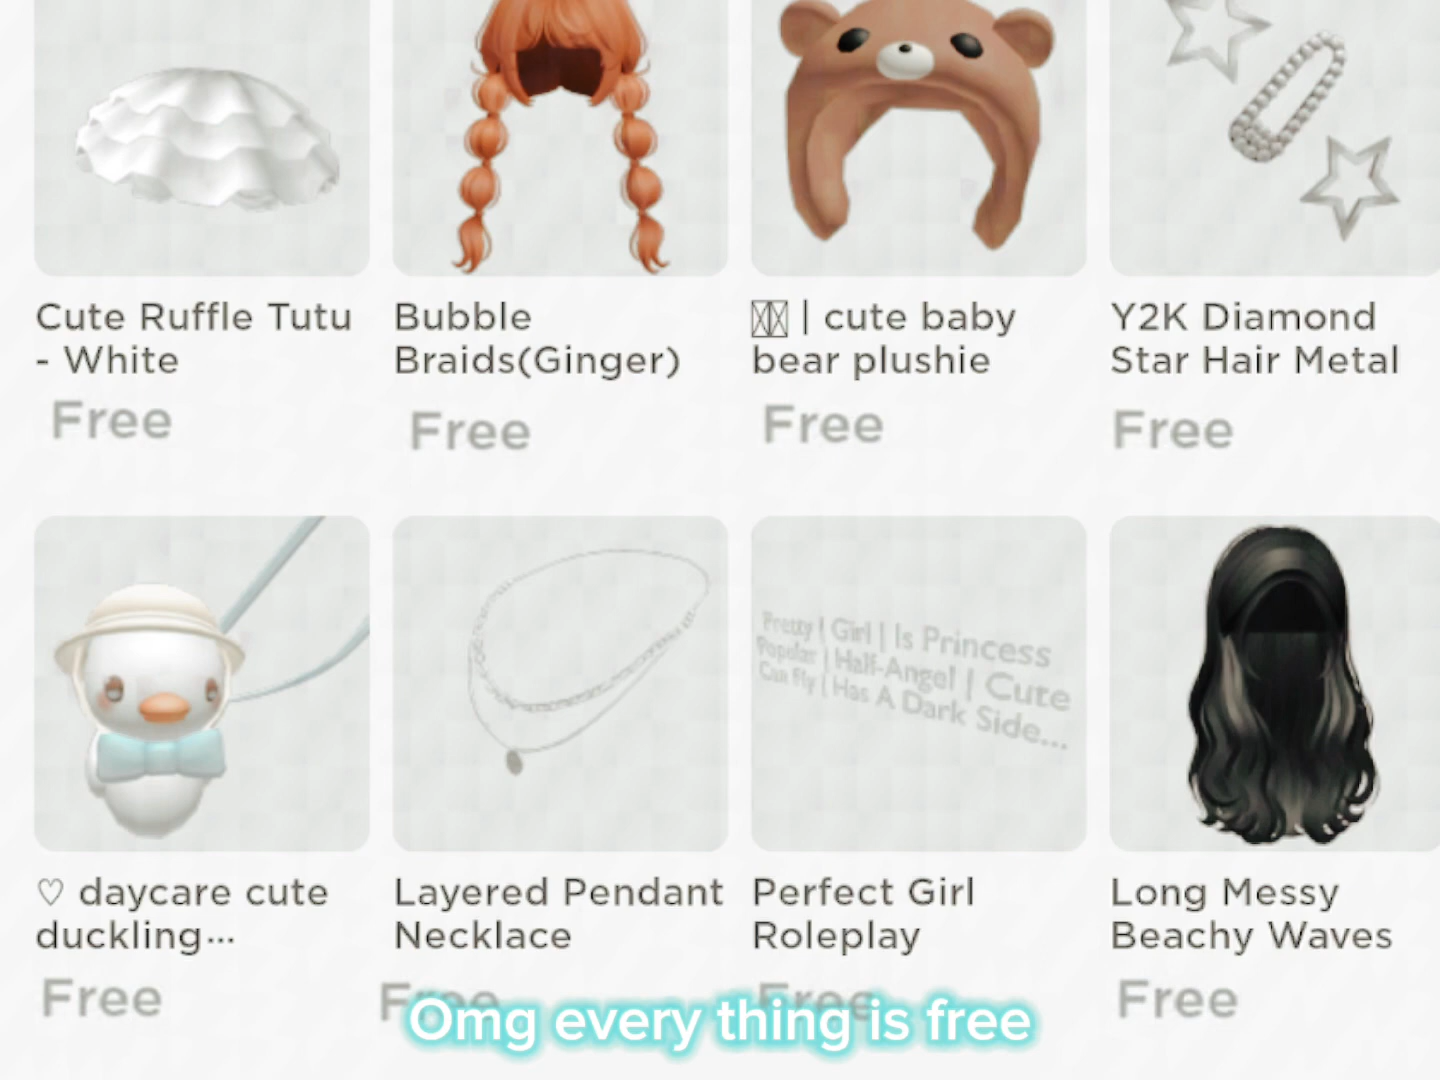 Cute Ruffle Tutu
- White
Free
Bubble
Braids(Ginger)
Free
| cute baby
bear plushie
Free
Y2K Diamond
Star Hair Metal
Free
Pretty | Girl | Is Princess
Popular | Half-Angel | Cute
Can fly | Has A Dark Side...
♡ daycare cute
duckling...
Free
Layered Pendant
Necklace
Free
Perfect Girl
Roleplay
Free
Long Messy
Beachy Waves
Free
Omg every thing is free